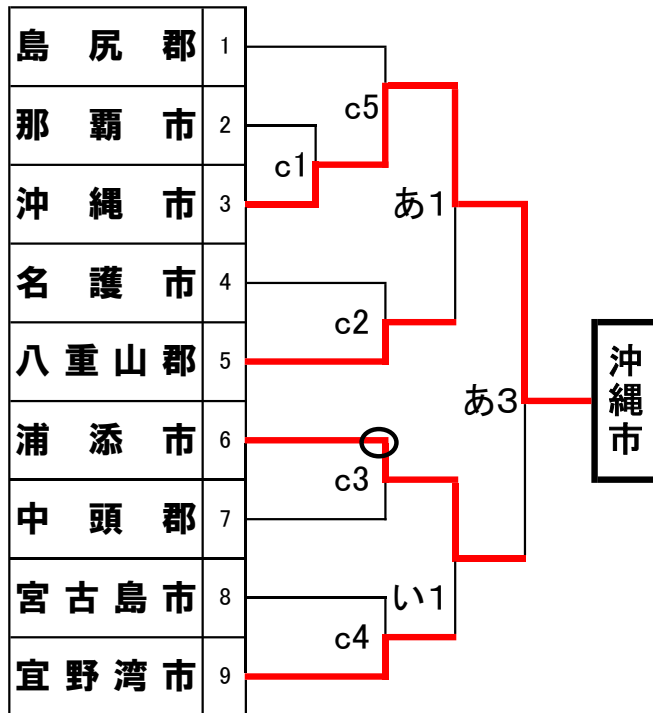 島尻郡 1
那覇市 2
沖縄市 3
名護市 4
八重山郡 5
浦添市 6
中頭郡 7
宮古島市 8
宜野湾市 9
c5
c1
あ1
c2
あ3
c3
い1
c4
沖縄市